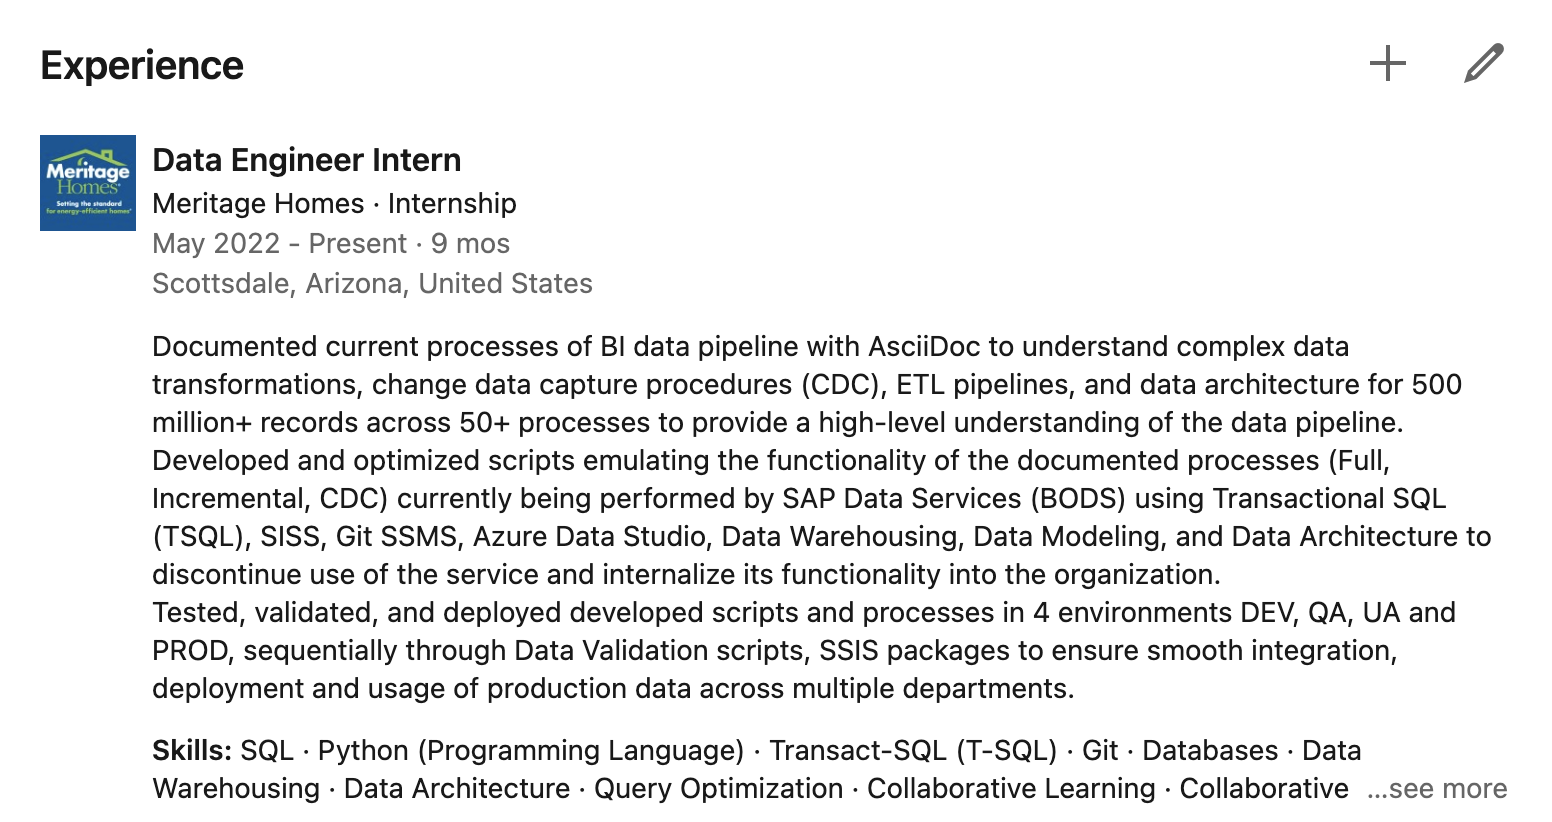 Experience
Meritage
Homes
Setting the standard
for energy-efficient homes
Data Engineer Intern
Meritage Homes · Internship
May 2022 - Present · 9 mos
Scottsdale, Arizona, United States
Documented current processes of BI data pipeline with AsciiDoc to understand complex data
transformations, change data capture procedures (CDC), ETL pipelines, and data architecture for 500
million+ records across 50+ processes to provide a high-level understanding of the data pipeline.
Developed and optimized scripts emulating the functionality of the documented processes (Full,
Incremental, CDC) currently being performed by SAP Data Services (BODS) using Transactional SQL
(TSQL), SISS, Git SSMS, Azure Data Studio, Data Warehousing, Data Modeling, and Data Architecture to
discontinue use of the service and internalize its functionality into the organization.
Tested, validated, and deployed developed scripts and processes in 4 environments DEV, QA, UA and
PROD, sequentially through Data Validation scripts, SSIS packages to ensure smooth integration,
deployment and usage of production data across multiple departments.
Skills: SQL · Python (Programming Language) · Transact-SQL (T-SQL) · Git · Databases · Data
Warehousing · Data Architecture · Query Optimization · Collaborative Learning · Collaborative ...see more